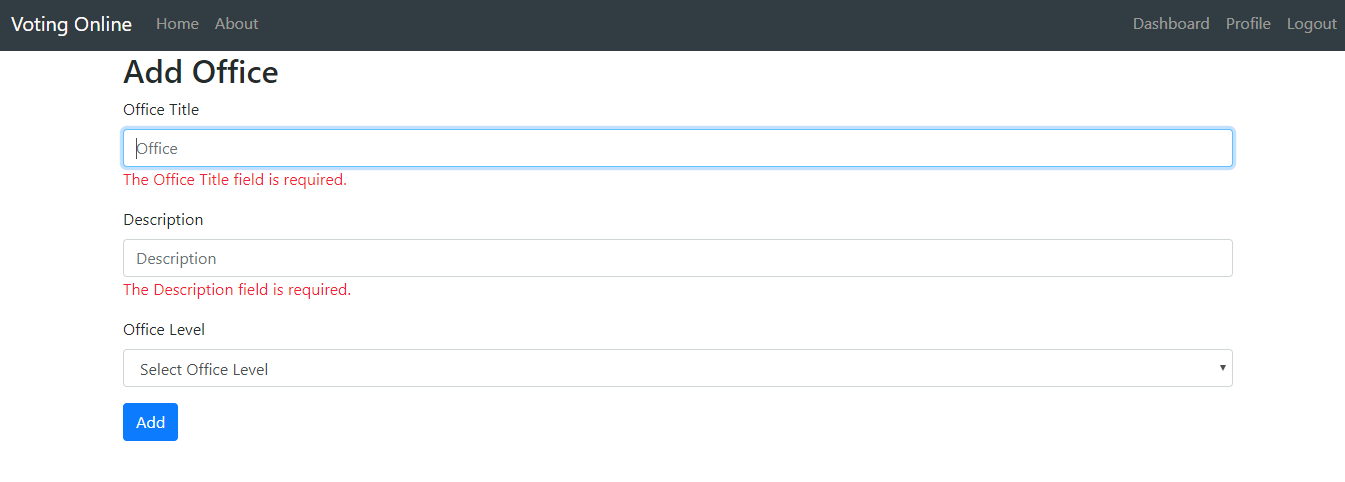 Voting Online Home About Dashboard Profile Logout
Add Office
Office Title
Office
The Office Title field is required.
Description
Description
The Description field is required.
Office Level
Select Office Level
Add